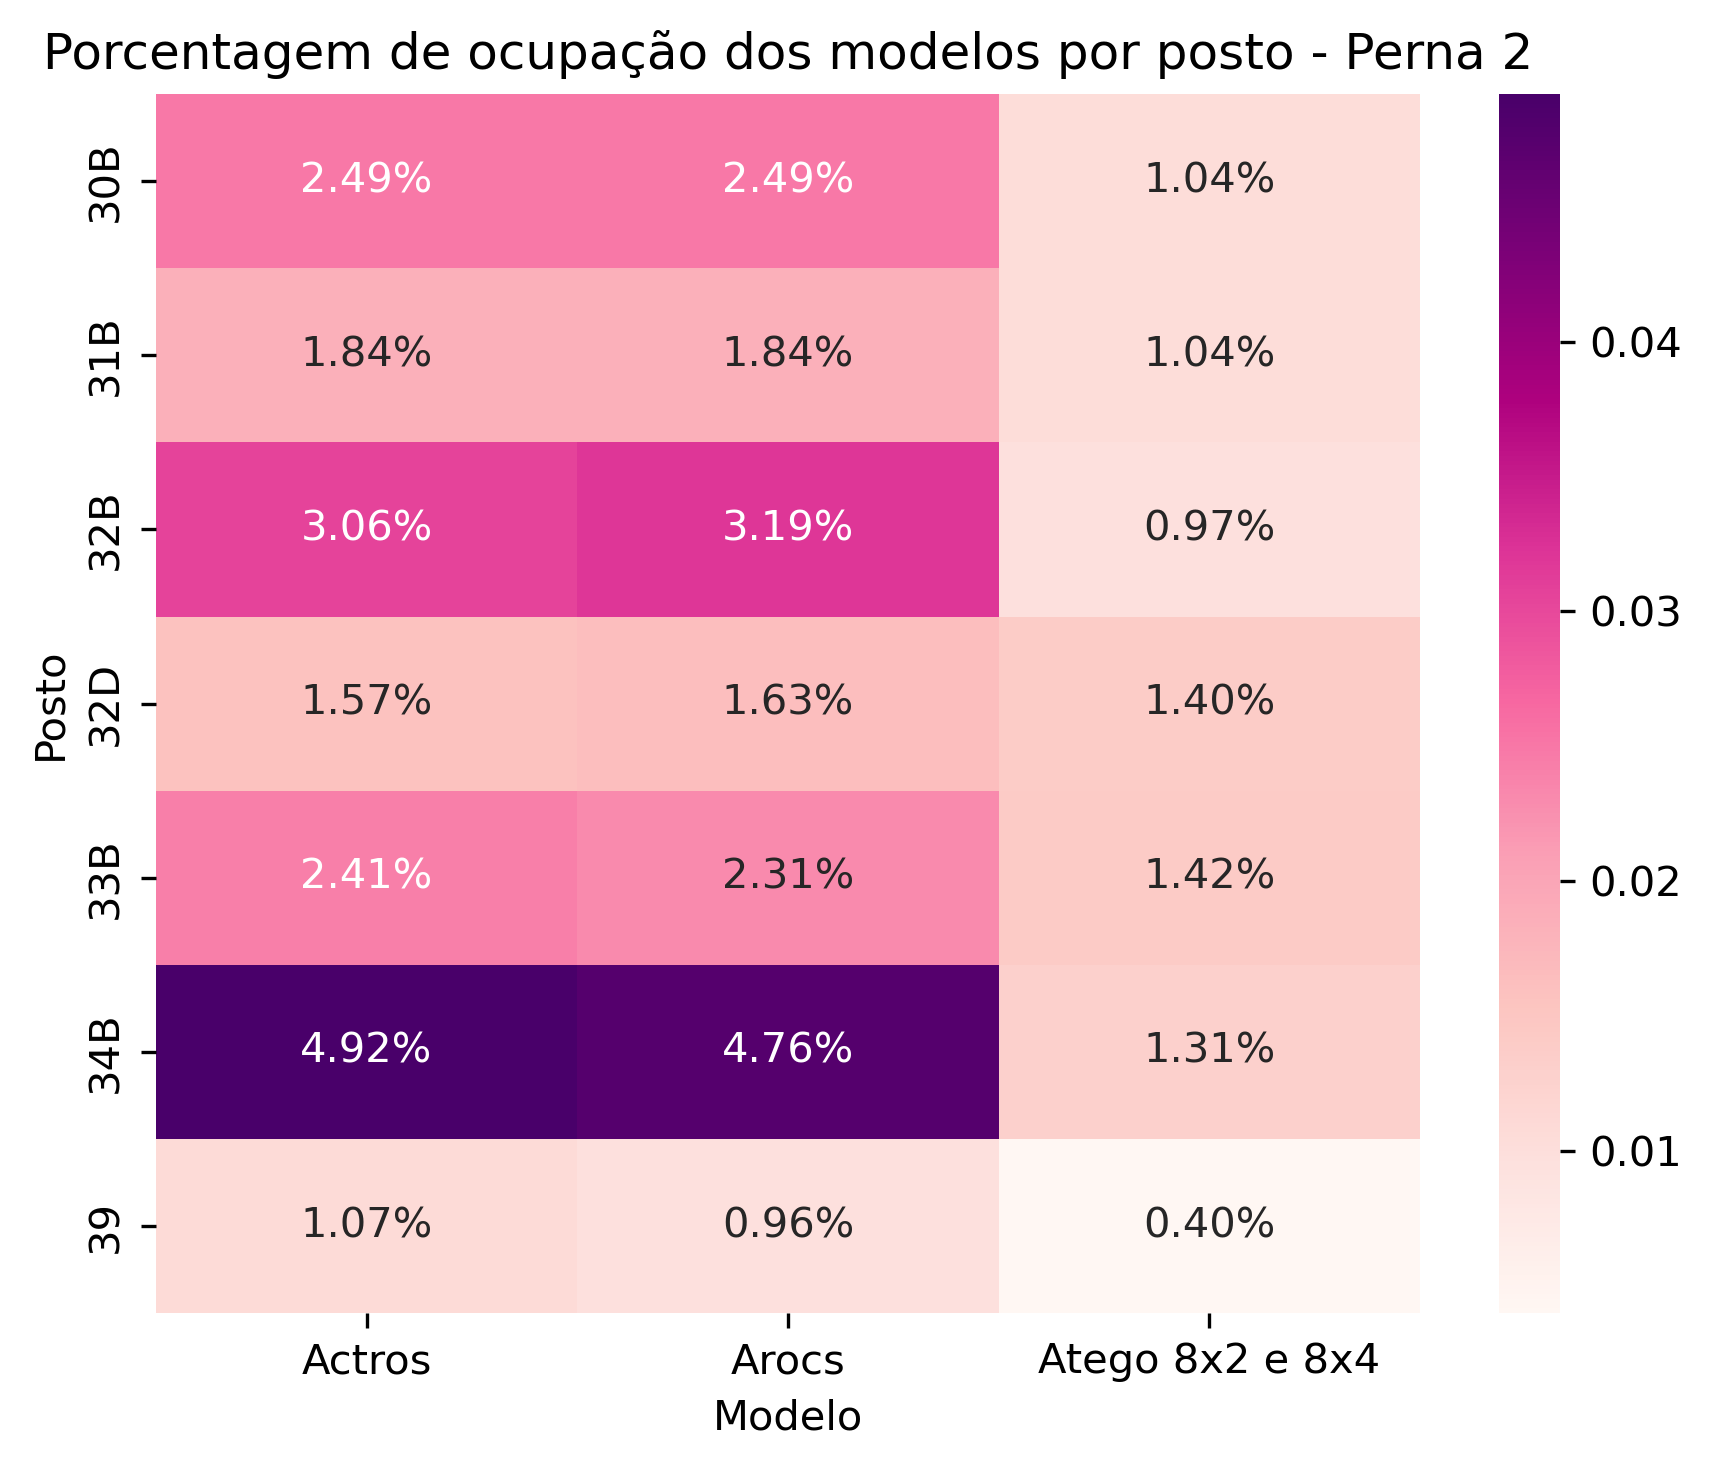 Porcentagem de ocupação dos modelos por posto - Perna 2
30B 2.49% 2.49% 1.04%
31B 1.84% 1.84% 1.04%
32B 3.06% 3.19% 0.97%
32D 1.57% 1.63% 1.40%
33B 2.41% 2.31% 1.42%
34B 4.92% 4.76% 1.31%
39 1.07% 0.96% 0.40%
Posto
Actros Arocs Atego 8x2 e 8x4
Modelo
0.04
0.03
0.02
0.01